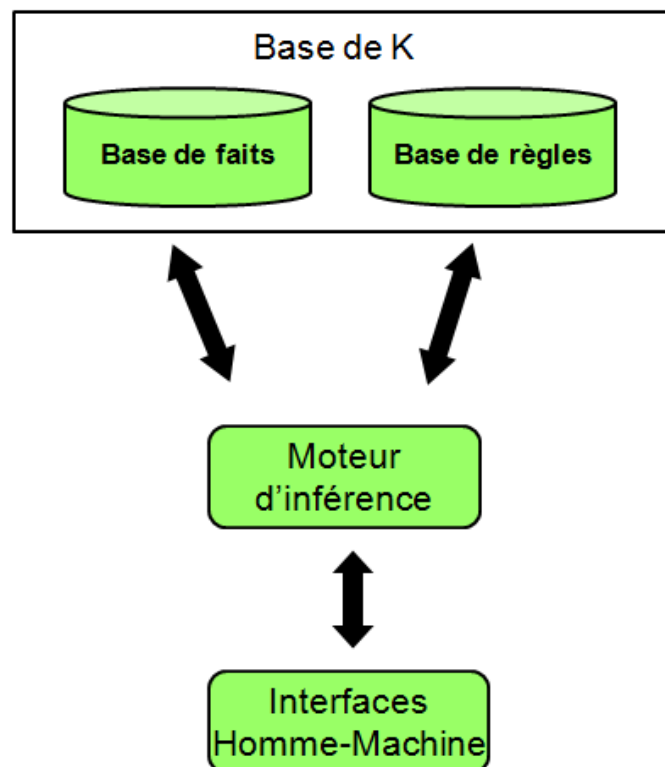 Base de K
Base de faits
Base de règles
Moteur
d’inférence
Interfaces
Homme-Machine